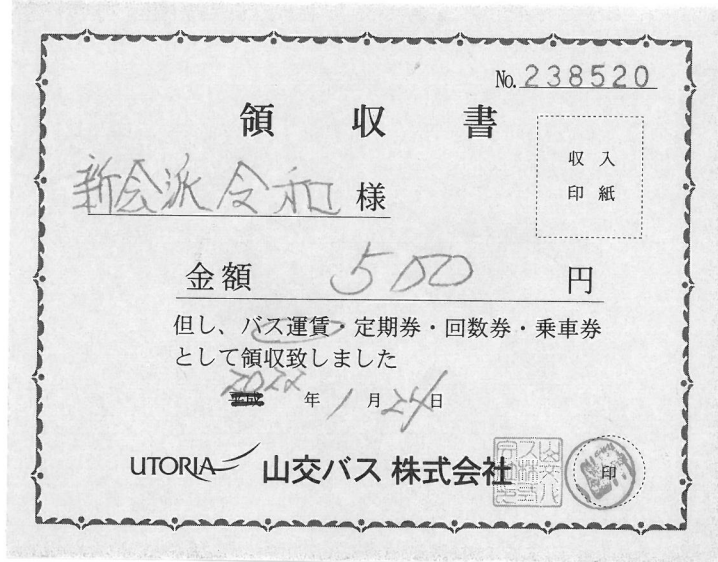 No. 238520
領収書
収入
印紙
新会派令和 様
金額 500 円
但し、バス運賃・定期券・回数券・乗車券
として領収致しました
平成 2022 年 1 月 24 日
UTORIA 山交バス 株式会社
印